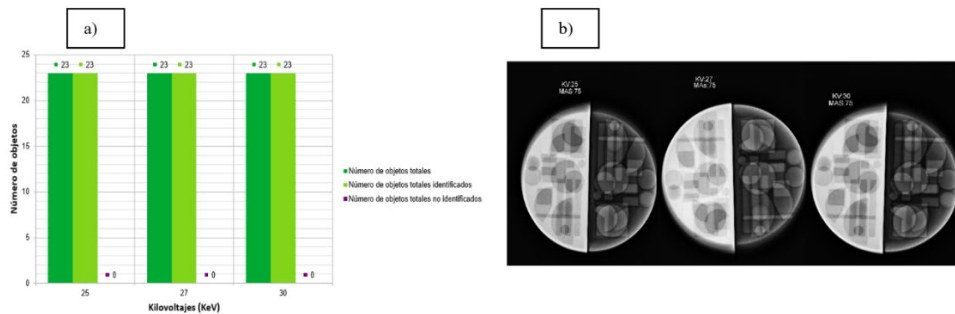 a)
25
20
15
10
5
0
Número de objetos
23 23 23 23 23 23
0 0 0
25 27 30
Kilovoltajes (KeV)
Número de objetos totales
Número de objetos totales identificados
Número de objetos totales no identificados
b)
KV:25
MAS:75
KV:27
MAs:75
KV:30
MAS:75